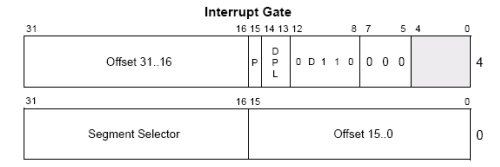 Interrupt Gate
31 16 15 14 13 12 8 7 5 4 0
Offset 31..16 P D P L 0 D 1 1 0 0 0 0 4
31 16 15 0
Segment Selector Offset 15..0 0